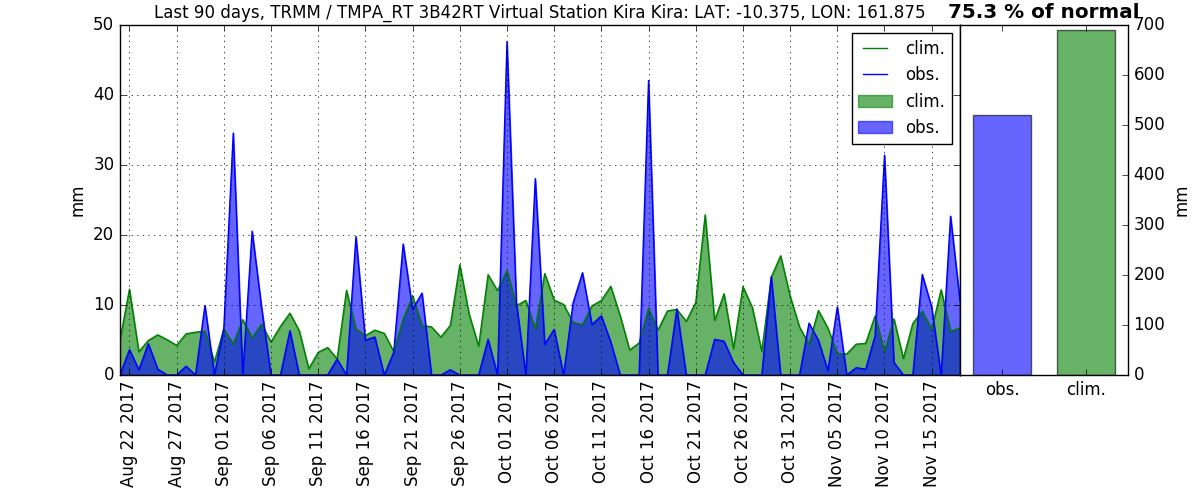 Last 90 days, TRMM / TMPA_RT 3B42RT Virtual Station Kira Kira: LAT: -10.375, LON: 161.875
75.3 % of normal
50
40
30
20
10
0
mm
clim.
obs.
clim.
obs.
700
600
500
400
300
200
100
0
mm
obs.
clim.
Aug 22 2017
Aug 27 2017
Sep 01 2017
Sep 06 2017
Sep 11 2017
Sep 16 2017
Sep 21 2017
Sep 26 2017
Oct 01 2017
Oct 06 2017
Oct 11 2017
Oct 16 2017
Oct 21 2017
Oct 26 2017
Oct 31 2017
Nov 05 2017
Nov 10 2017
Nov 15 2017